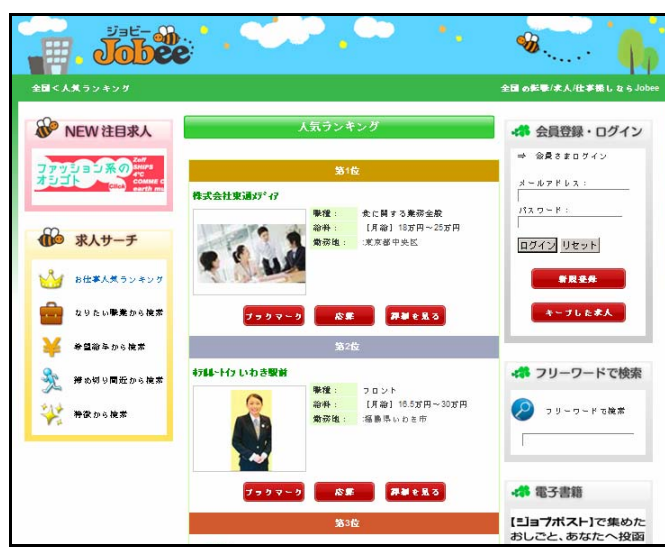 ジョビー
Jobee
全国<人気ランキング
全国の転職/求人/仕事探しならJobee
NEW 注目求人
ファッション系の
オシゴト
Click
Zoff
SHIPS
4℃
COMME C
earth mu
求人サーチ
お仕事人気ランキング
なりたい職業から検索
希望給与から検索
締め切り間近から検索
特徴から検索
人気ランキング
第1位
株式会社東通ﾒﾃﾞｨｱ
職種： 食に関する業務全般
給料： [月給] 18万円～25万円
勤務地： 東京都中央区
ブックマーク 応募 詳細を見る
第2位
いわき駅前
職種： フロント
給料： [月給] 16.5万円～30万円
勤務地： 福島県いわき市
ブックマーク 応募 詳細を見る
第3位
会員登録・ログイン
⇒ 会員さまログイン
メールアドレス：
パスワード：
ログイン リセット
新規登録
キープした求人
フリーワードで検索
フリーワードで検索
電子書籍
【ジョブポスト】で集めた
おしごと、あなたへ投函